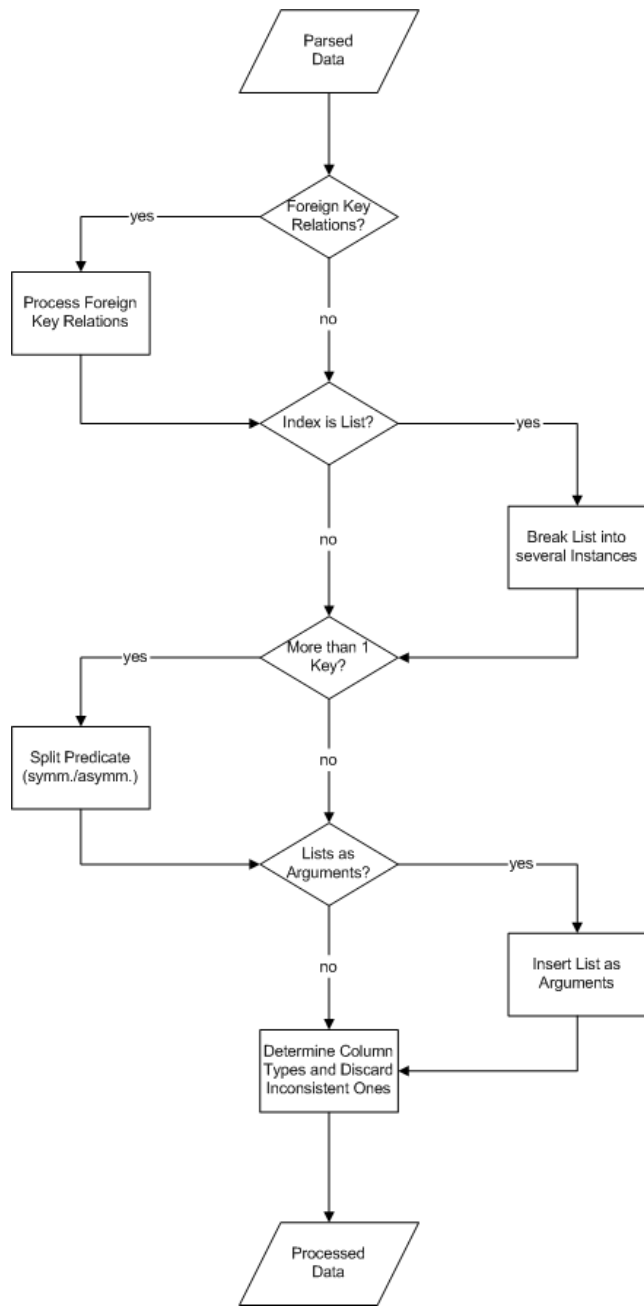 Parsed
Data
Foreign Key
Relations?
yes
Process Foreign
Key Relations
no
Index is List?
yes
Break List into
several Instances
no
More than 1
Key?
yes
Split Predicate
(symm./asymm.)
no
Lists as
Arguments?
yes
Insert List as
Arguments
no
Determine Column
Types and Discard
Inconsistent Ones
Processed
Data